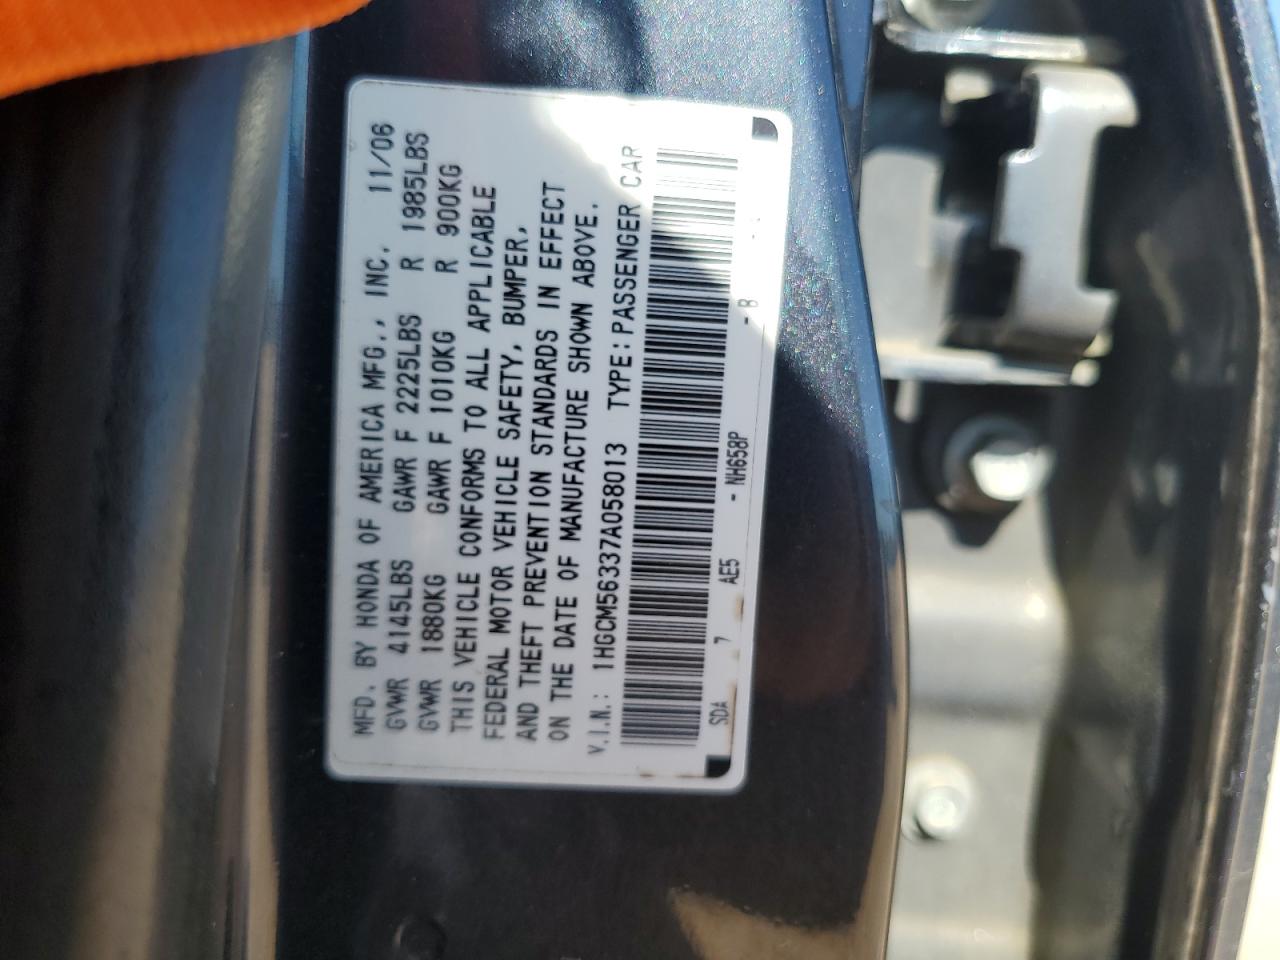 MFD. BY HONDA OF AMERICA MFG., INC. 11/06
GVWR 4145LBS GAWR F 2225LBS R 1985LBS
GVWR 1880KG GAWR F 1010KG R 900KG
THIS VEHICLE CONFORMS TO ALL APPLICABLE
FEDERAL MOTOR VEHICLE SAFETY, BUMPER,
AND THEFT PREVENTION STANDARDS IN EFFECT
ON THE DATE OF MANUFACTURE SHOWN ABOVE.
V.I.N.: 1HGCM56337A058013 TYPE:PASSENGER CAR
SDA 7 AE5 - NH658P - B